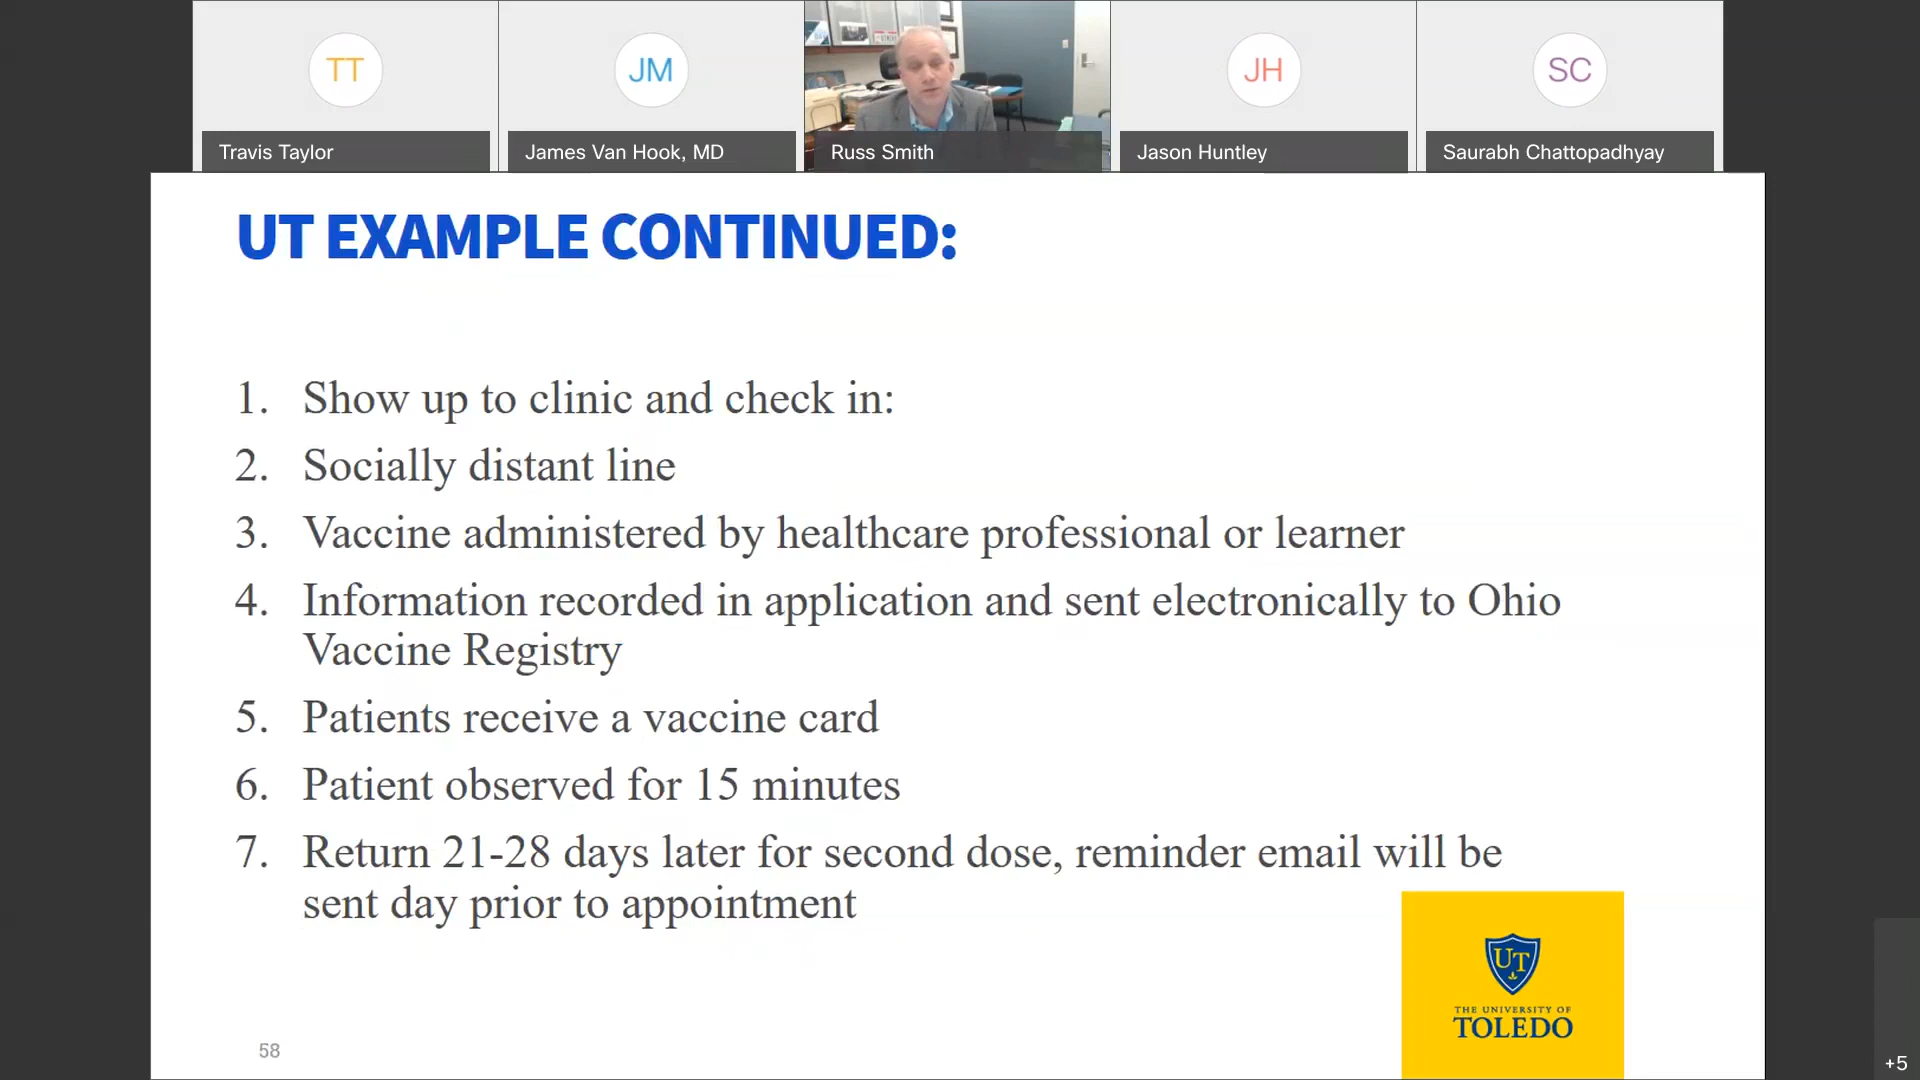 TT
JM
JH
SC
Travis Taylor
James Van Hook, MD
Russ Smith
Jason Huntley
Saurabh Chattopadhyay
UT EXAMPLE CONTINUED:
1. Show up to clinic and check in:
2. Socially distant line
3. Vaccine administered by healthcare professional or learner
4. Information recorded in application and sent electronically to Ohio
Vaccine Registry
5. Patients receive a vaccine card
6. Patient observed for 15 minutes
7. Return 21-28 days later for second dose, reminder email will be
sent day prior to appointment
UT
THE UNIVERSITY OF
TOLEDO
58
+5